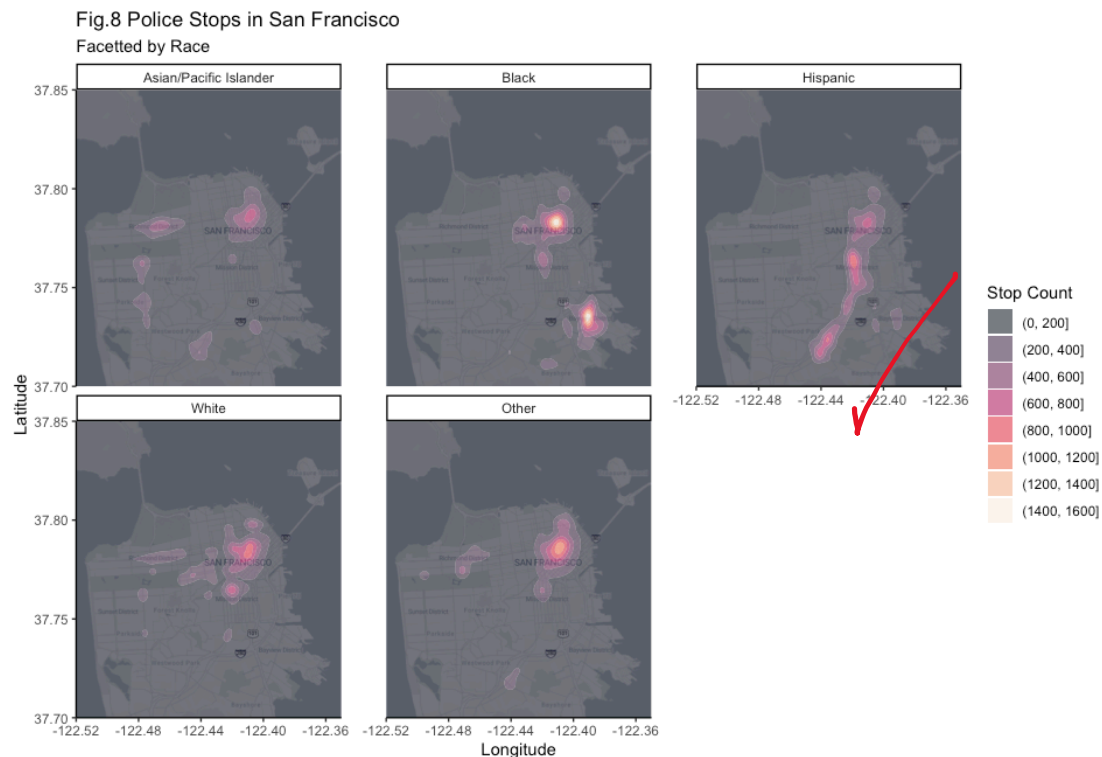 Fig.8 Police Stops in San Francisco
Facetted by Race
Asian/Pacific Islander
Black
Hispanic
37.85
37.80
37.75
37.70
SAN FRANCISCO
SAN FRANCISCO
-122.52 -122.48 -122.44 -122.40 -122.36
Latitude
White
Other
37.85
37.80
37.75
37.70
SAN FRANCISCO
SAN FRANCISCO
-122.52 -122.48 -122.44 -122.40 -122.36
-122.52 -122.48 -122.44 -122.40 -122.36
Longitude
Stop Count
(0, 200]
(200, 400]
(400, 600]
(600, 800]
(800, 1000]
(1000, 1200]
(1200, 1400]
(1400, 1600]